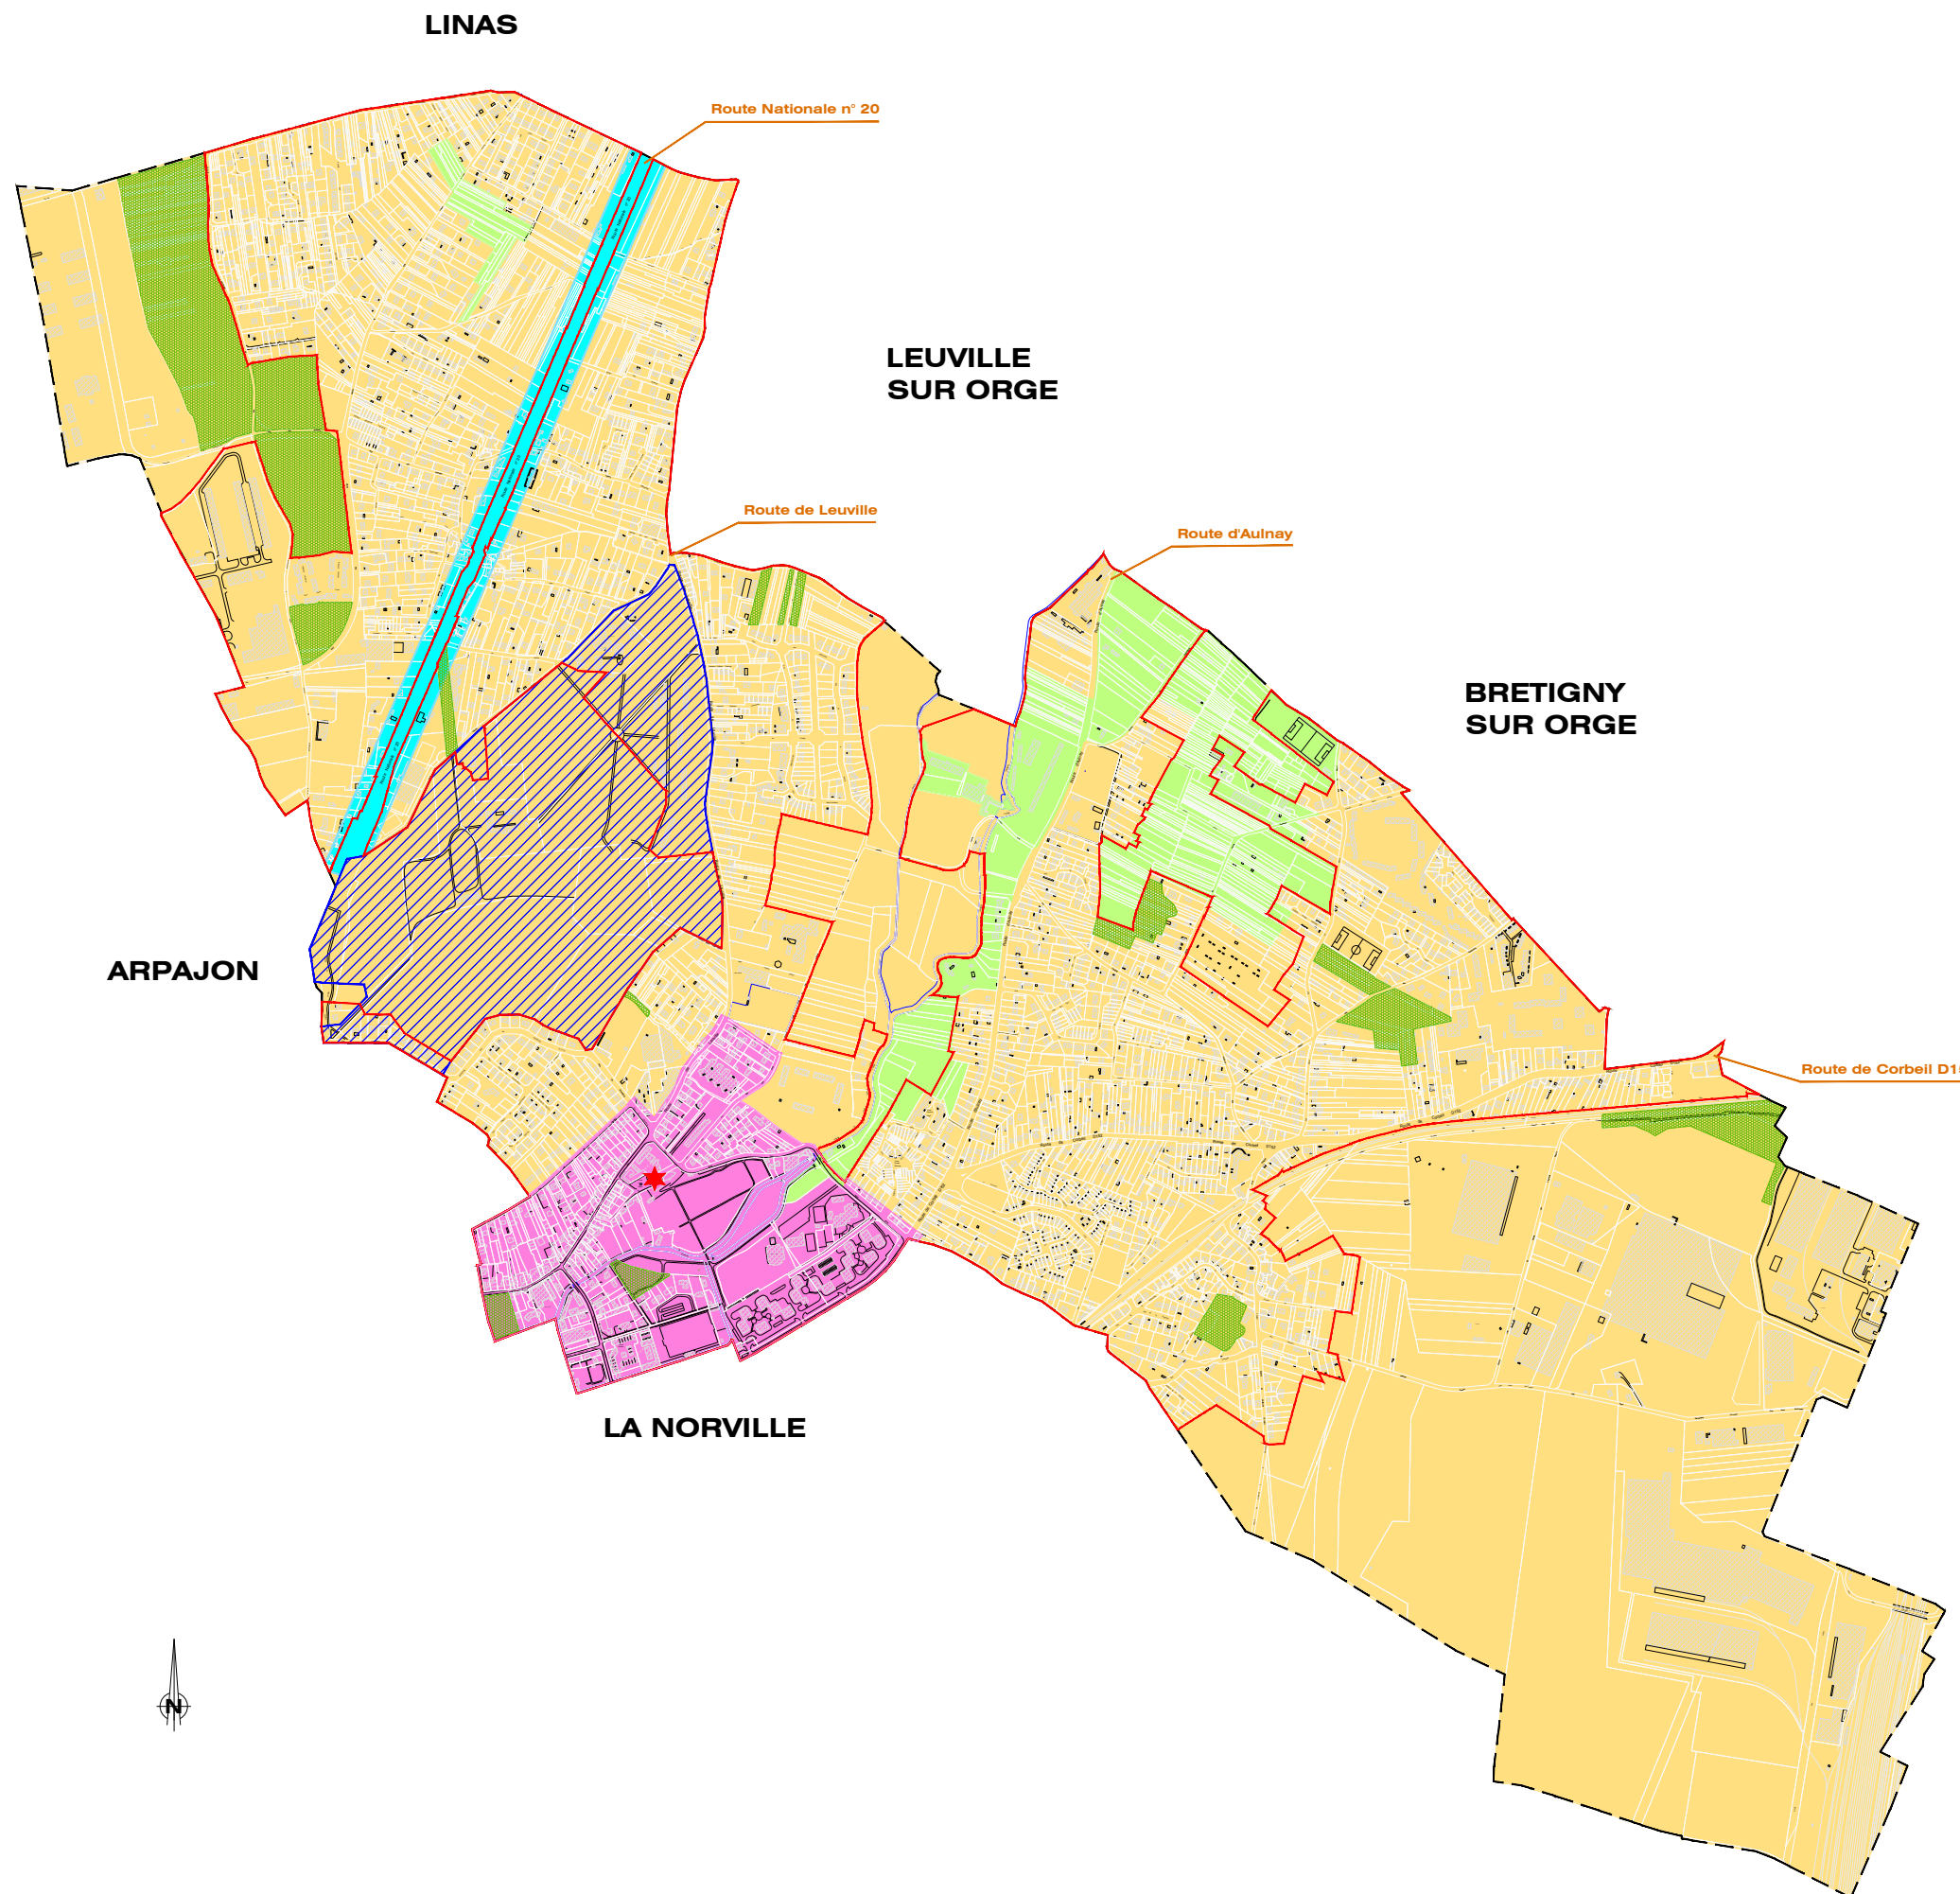 LINAS
Route Nationale n° 20
LEUVILLE
SUR ORGE
Route de Leuville
Route d'Aulnay
BRETIGNY
SUR ORGE
ARPAJON
Route de Corbeil D1
LA NORVILLE
N